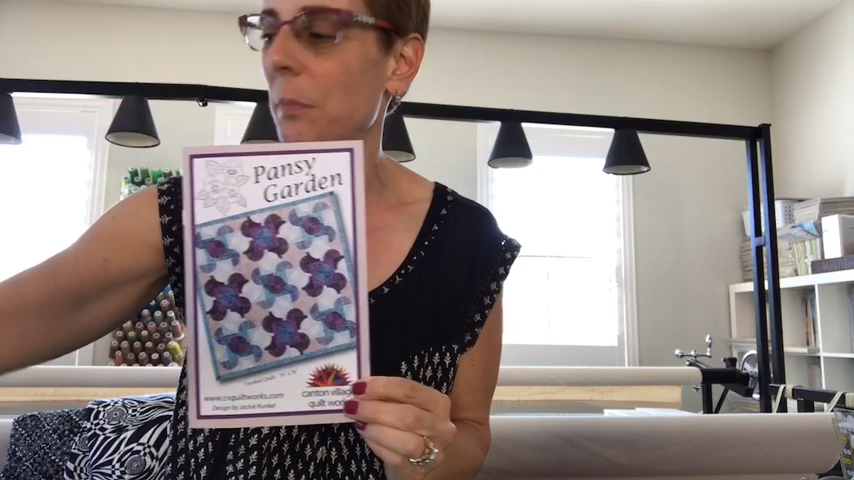 Pansy
Garden
www.cvquiltworks.com
Design by Jackie Kunkel
canton village
quilt works